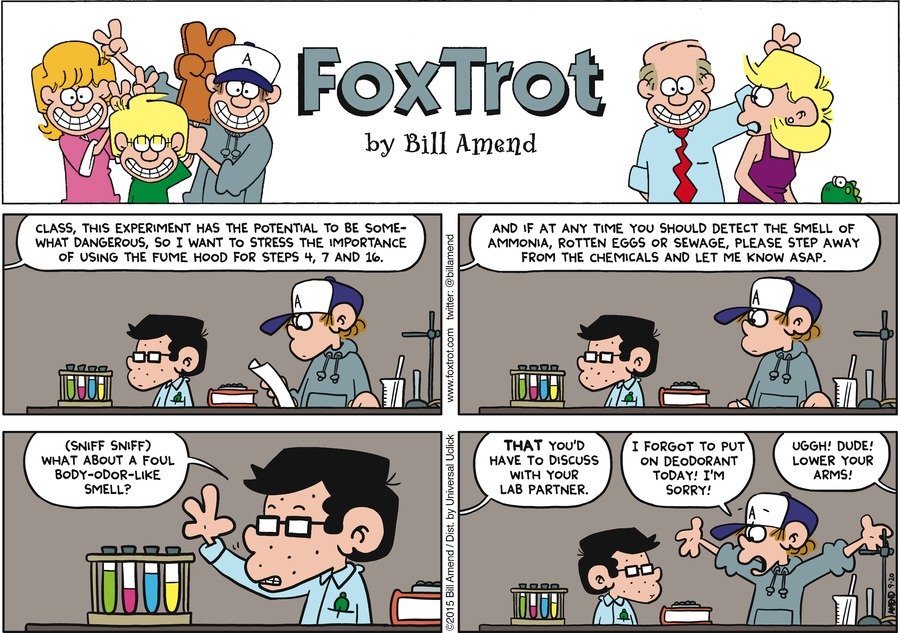 A
FOXTROT
by Bill Amend
CLASS, THIS EXPERIMENT HAS THE POTENTIAL TO BE SOME-
WHAT DANGEROUS, SO I WANT TO STRESS THE IMPORTANCE
OF USING THE FUME HOOD FOR STEPS 4, 7 AND 16.
A
www.foxtrot.com twitter: @billamend
AND IF AT ANY TIME YOU SHOULD DETECT THE SMELL OF
AMMONIA, ROTTEN EGGS OR SEWAGE, PLEASE STEP AWAY
FROM THE CHEMICALS AND LET ME KNOW ASAP.
A
(SNIFF SNIFF)
WHAT ABOUT A FOUL
BODY-ODOR-LIKE
SMELL?
©2015 Bill Amend / Dist. by Universal Uclick
THAT YOU'D
HAVE TO DISCUSS
WITH YOUR
LAB PARTNER.
I FORGOT TO PUT
ON DEODORANT
TODAY! I'M
SORRY!
UGGH! DUDE!
LOWER YOUR
ARMS!
A
AMEND 9-20